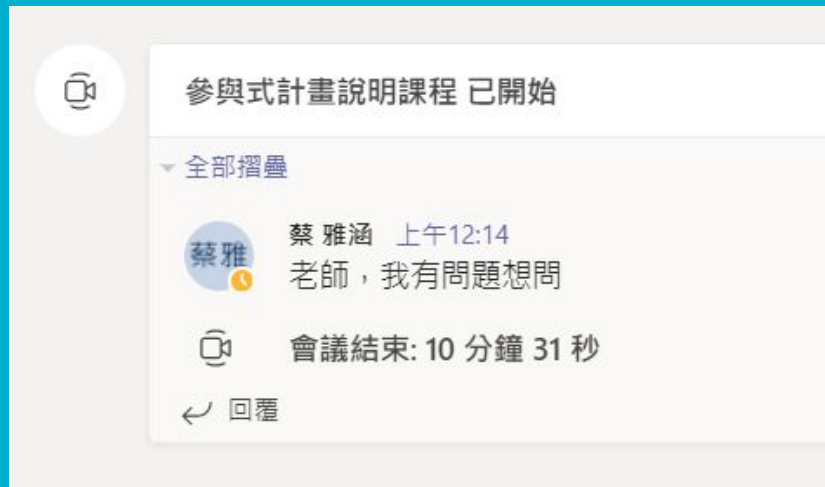 參與式計畫說明課程 已開始
全部摺疊
蔡 雅涵 上午12:14
蔡雅
老師，我有問題想問
會議結束: 10 分鐘 31 秒
回覆